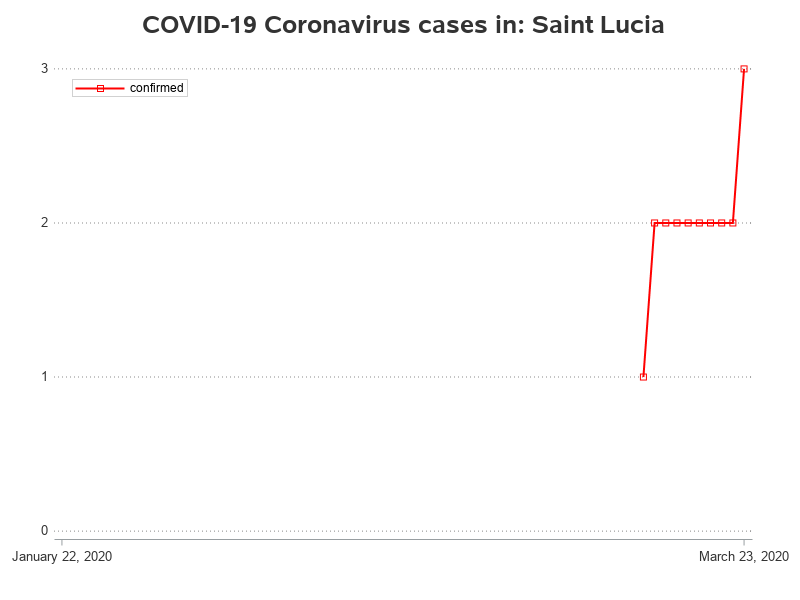 COVID-19 Coronavirus cases in: Saint Lucia
3
confirmed
2
1
0
January 22, 2020
March 23, 2020